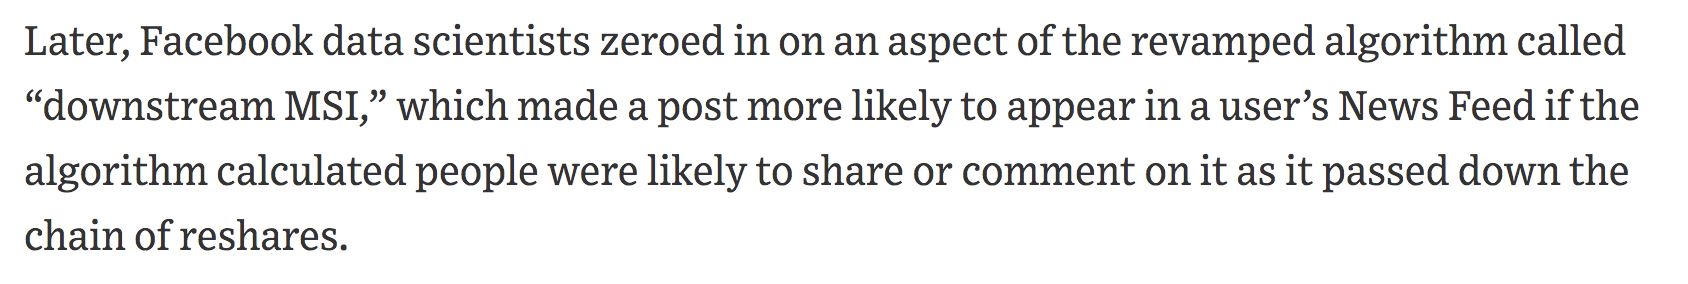 Later, Facebook data scientists zeroed in on an aspect of the revamped algorithm called
“downstream MSI,” which made a post more likely to appear in a user’s News Feed if the
algorithm calculated people were likely to share or comment on it as it passed down the
chain of reshares.